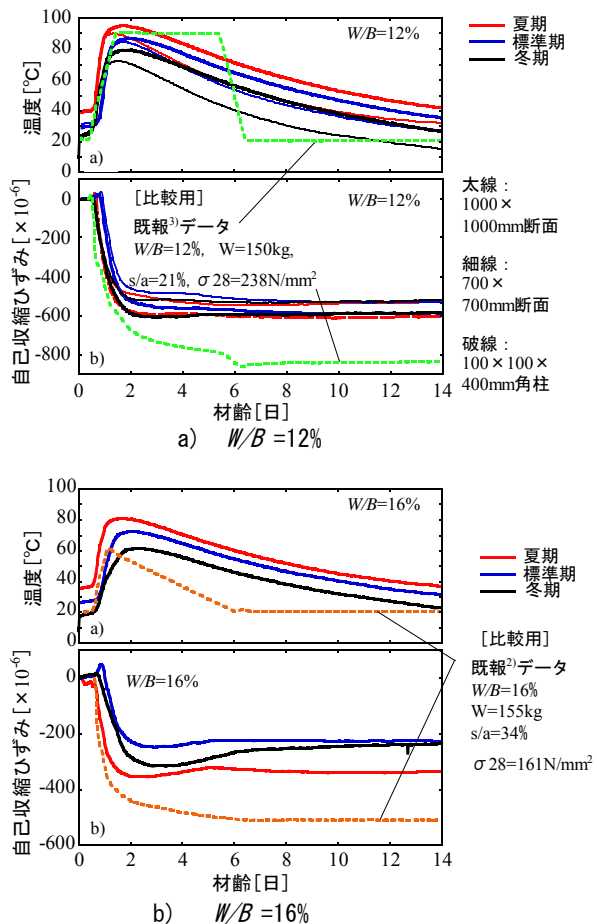 100
80
60
40
20
0
温度[℃]
W/B=12%
a)
夏期
標準期
冬期
0
-200
-400
-600
-800
自己収縮ひずみ[×10-6]
[比較用]
W/B=12%
既報3)データ
W/B=12%, W=150kg,
s/a=21%, σ28=238N/mm2
b)
0 2 4 6 8 10 12 14
材齢[日]
太線：
1000×
1000mm断面
細線：
700×
700mm断面
破線：
100×100×
400mm角柱
a) W/B =12%
100
80
60
40
20
0
温度[℃]
W/B=16%
a)
夏期
標準期
冬期
0
-200
-400
-600
自己収縮ひずみ[×10-6]
W/B=16%
b)
0 2 4 6 8 10 12 14
材齢[日]
[比較用]
既報2)データ
W/B=16%
W=155kg
s/a=34%
σ28=161N/mm2
b) W/B =16%